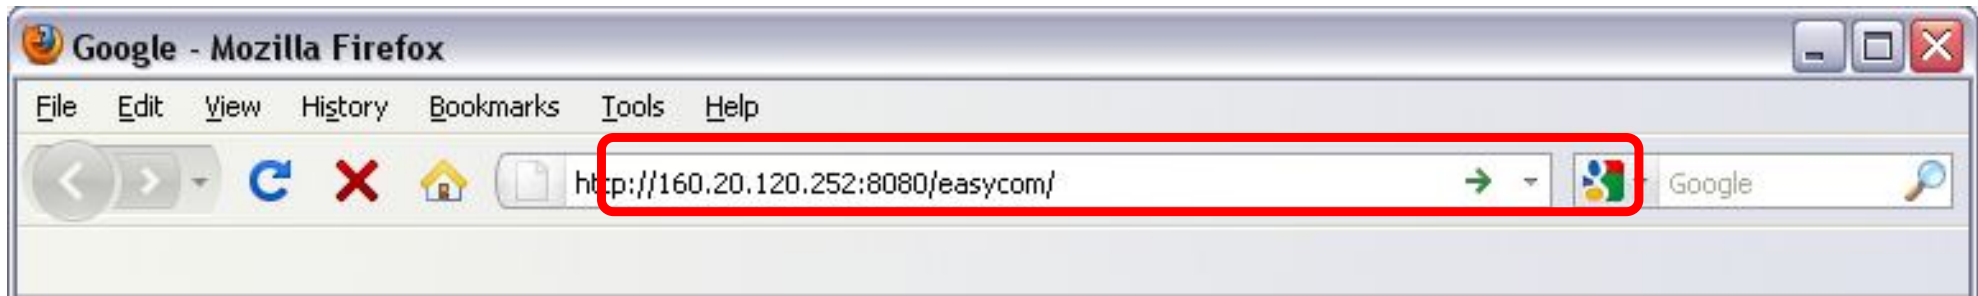 Google - Mozilla Firefox
File Edit View History Bookmarks Tools Help
http://160.20.120.252:8080/easycom/ Google